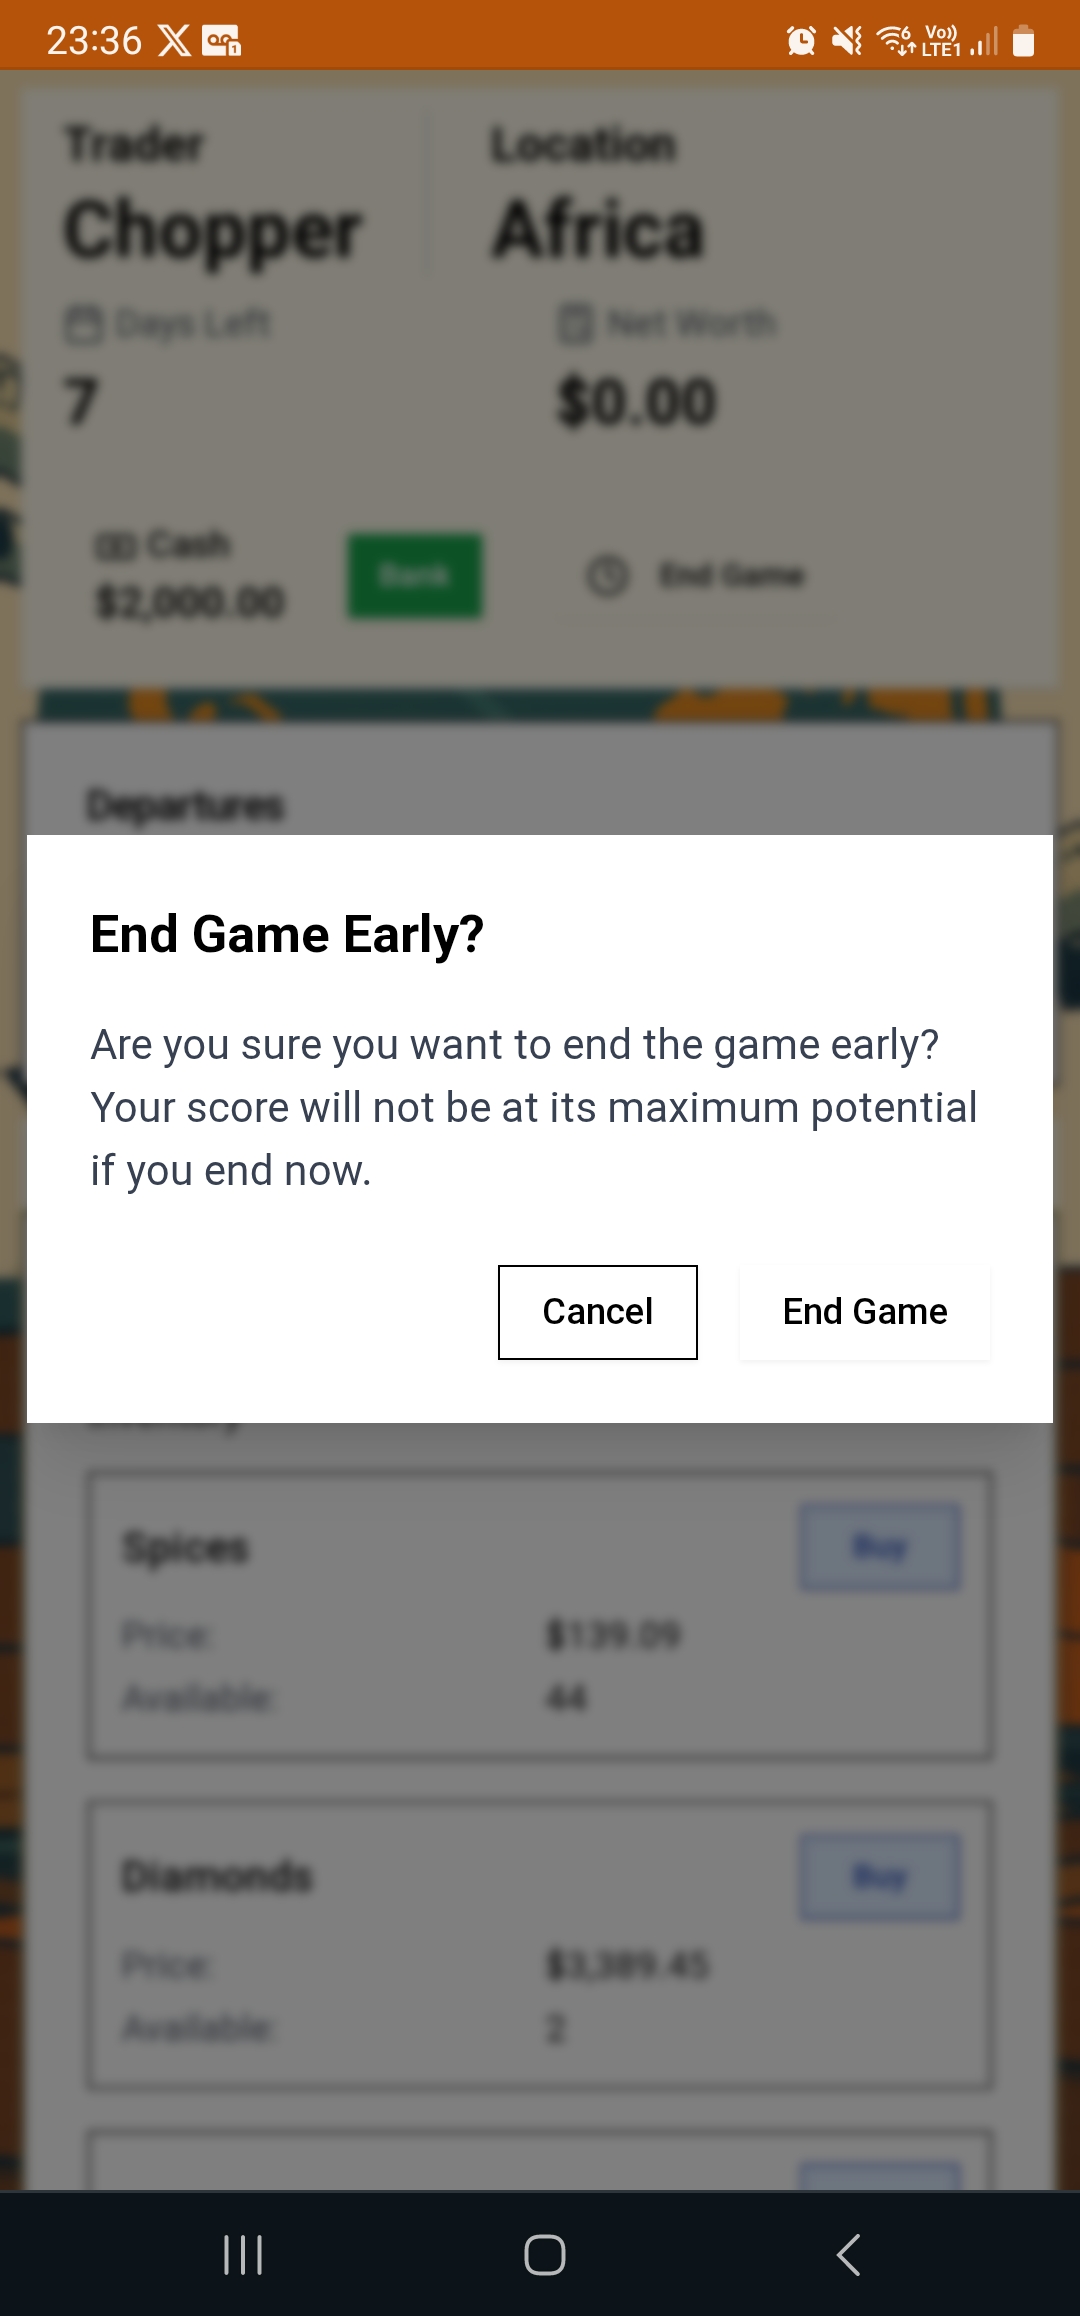 23:36
Vo))
LTE1
Trader
Location
Chopper
Africa
Days Left
Net Worth
7
$0.00
Cash
$2,000.00
Bank
End Game
Departures
End Game Early?
Are you sure you want to end the game early?
Your score will not be at its maximum potential
if you end now.
Cancel
End Game
Spices
Buy
Price:
$139.09
Available:
44
Diamonds
Buy
Price:
$3,389.45
Available:
2